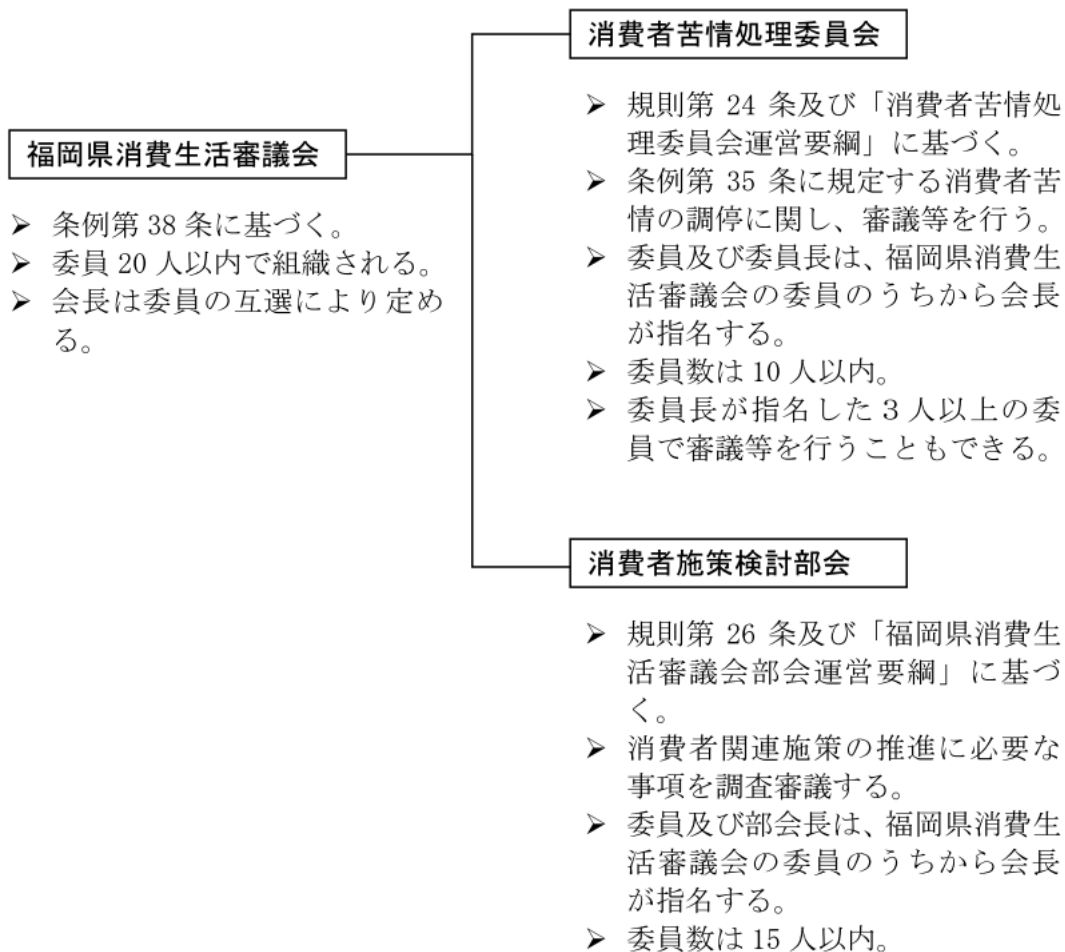 福岡県消費生活審議会
➢ 条例第 38 条に基づく。
➢ 委員 20 人以内で組織される。
➢ 会長は委員の互選により定め
る。
消費者苦情処理委員会
➢ 規則第 24 条及び「消費者苦情処
理委員会運営要綱」に基づく。
➢ 条例第 35 条に規定する消費者苦
情の調停に関し、審議等を行う。
➢ 委員及び委員長は、福岡県消費生
活審議会の委員のうちから会長
が指名する。
➢ 委員数は 10 人以内。
➢ 委員長が指名した３人以上の委
員で審議等を行うこともできる。
消費者施策検討部会
➢ 規則第 26 条及び「福岡県消費生
活審議会部会運営要綱」に基づ
く。
➢ 消費者関連施策の推進に必要な
事項を調査審議する。
➢ 委員及び部会長は、福岡県消費生
活審議会の委員のうちから会長
が指名する。
➢ 委員数は 15 人以内。